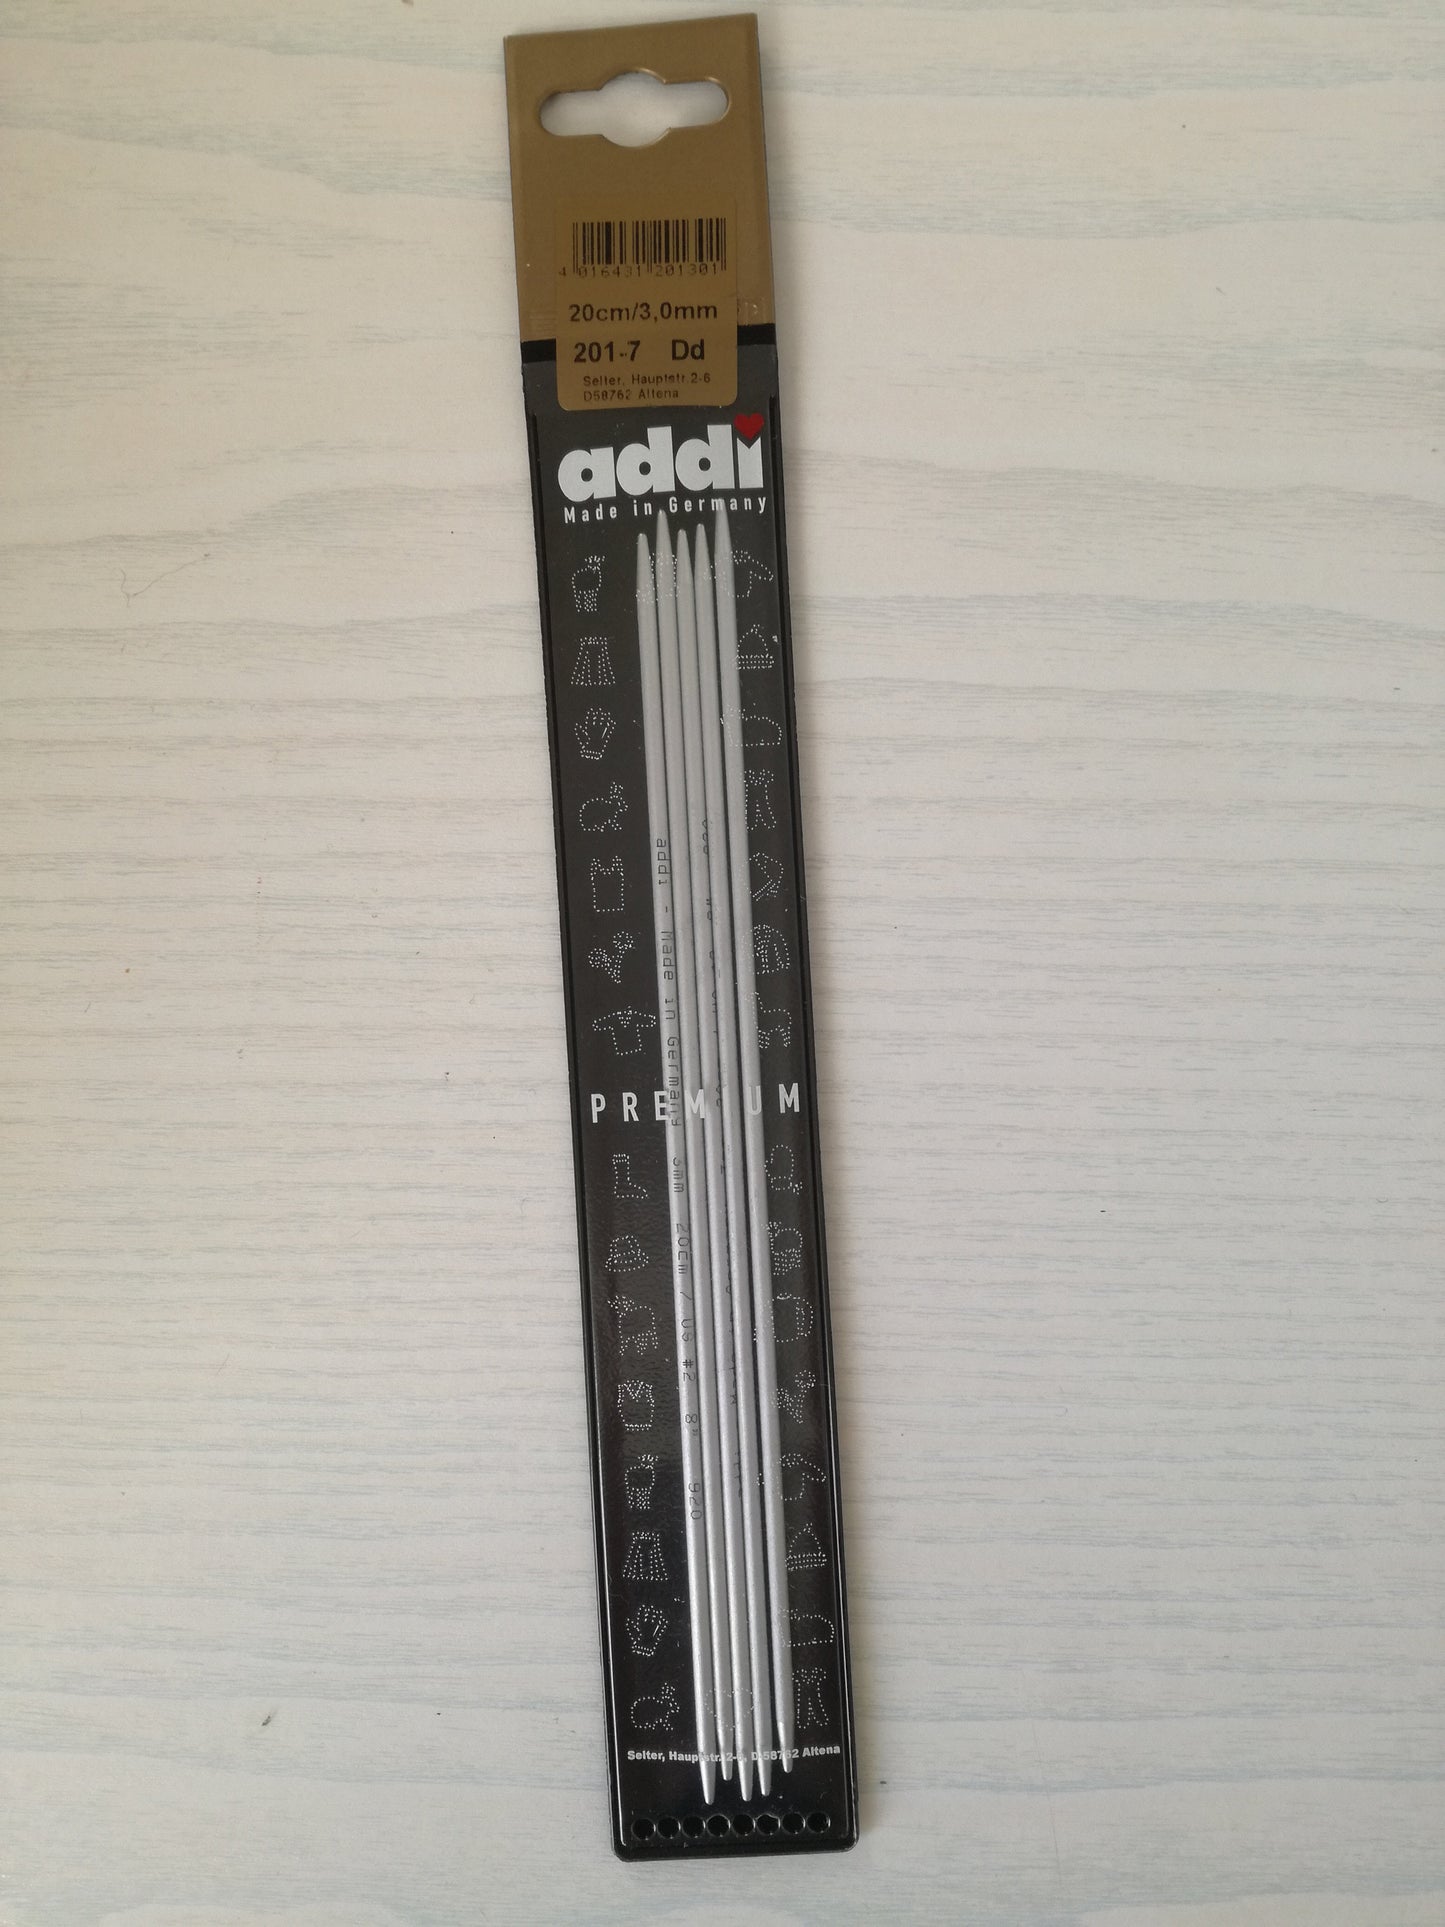 4 016431 201301
20cm/3,0mm
201-7 Dd
Selter, Hauptstr.2-6
D58762 Altena
addi
Made in Germany
addi - Made in Germany 3mm 20cm / US #2 8"
PREMIUM
Selter, Hauptstr. 2-6, D-58762 Altena